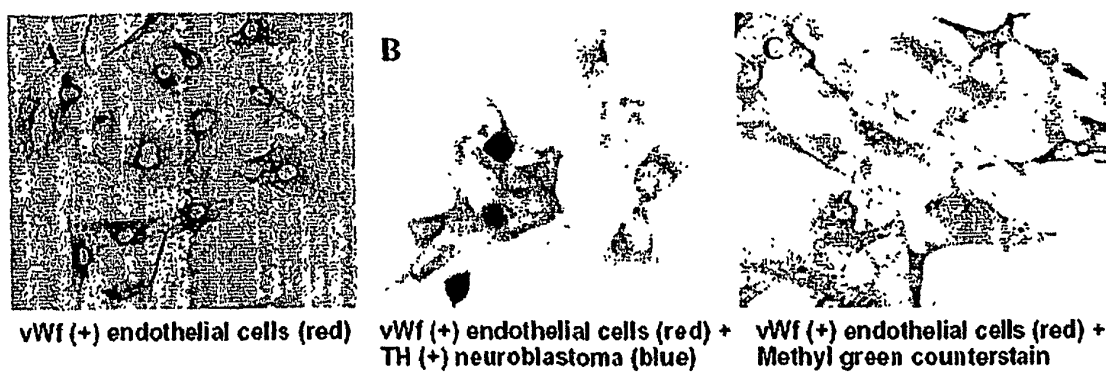 A
B
C
vWf (+) endothelial cells (red)
vWf (+) endothelial cells (red) +
TH (+) neuroblastoma (blue)
vWf (+) endothelial cells (red) +
Methyl green counterstain